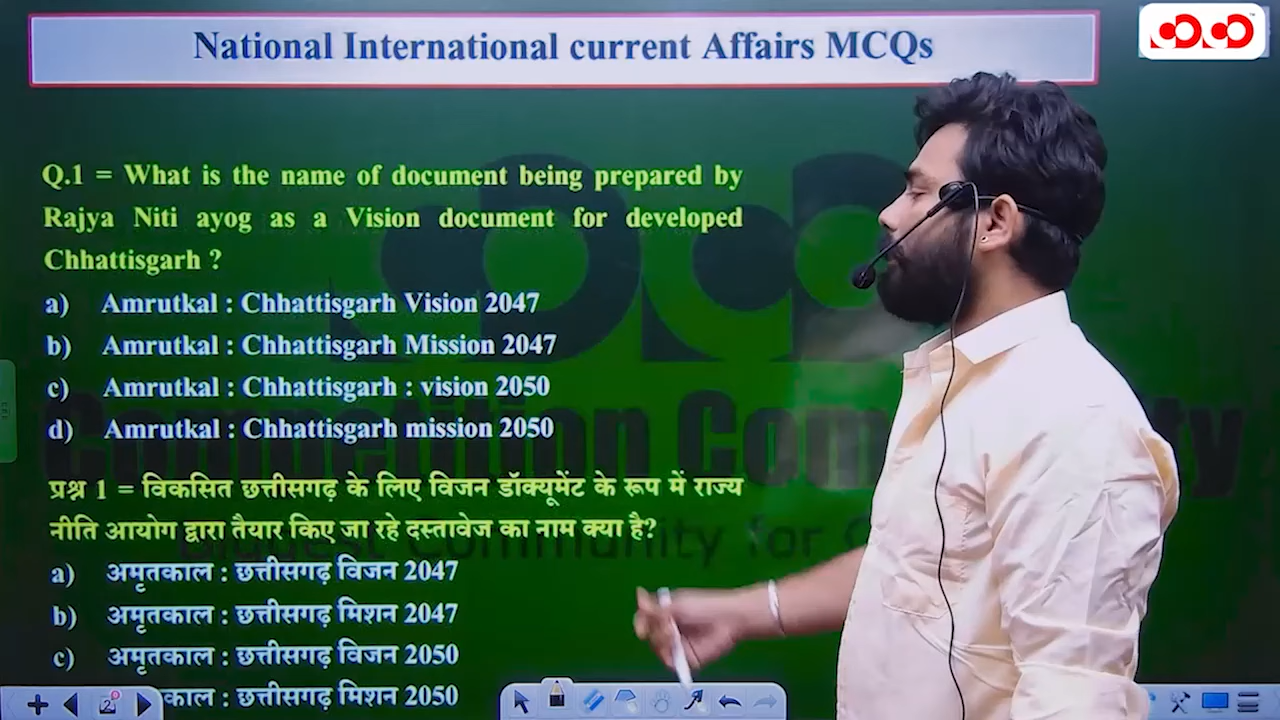 National International current Affairs MCQs
Q.1 = What is the name of document being prepared by
Rajya Niti ayog as a Vision document for developed
Chhattisgarh ?
a) Amrutkal : Chhattisgarh Vision 2047
b) Amrutkal : Chhattisgarh Mission 2047
c) Amrutkal : Chhattisgarh : vision 2050
d) Amrutkal : Chhattisgarh mission 2050
प्रश्न 1 = विकसित छत्तीसगढ़ के लिए विजन डॉक्यूमेंट के रूप में राज्य
नीति आयोग द्वारा तैयार किए जा रहे दस्तावेज का नाम क्या है?
a) अमृतकाल : छत्तीसगढ़ विजन 2047
b) अमृतकाल : छत्तीसगढ़ मिशन 2047
c) अमृतकाल : छत्तीसगढ़ विजन 2050
काल : छत्तीसगढ़ मिशन 2050